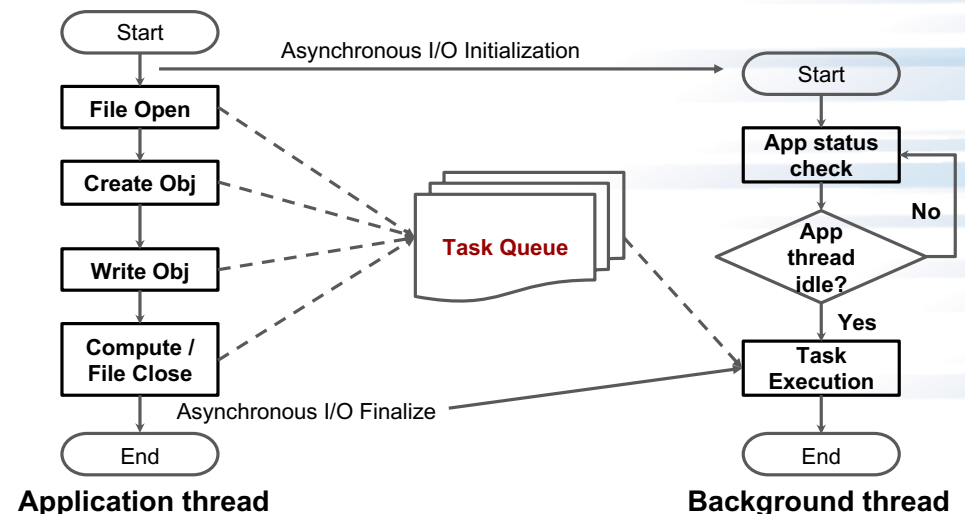 Start
Asynchronous I/O Initialization
Start
File Open
App status
check
Create Obj
No
App
thread
idle?
Task Queue
Write Obj
Yes
Compute /
File Close
Task
Execution
Asynchronous I/O Finalize
End
End
Application thread
Background thread